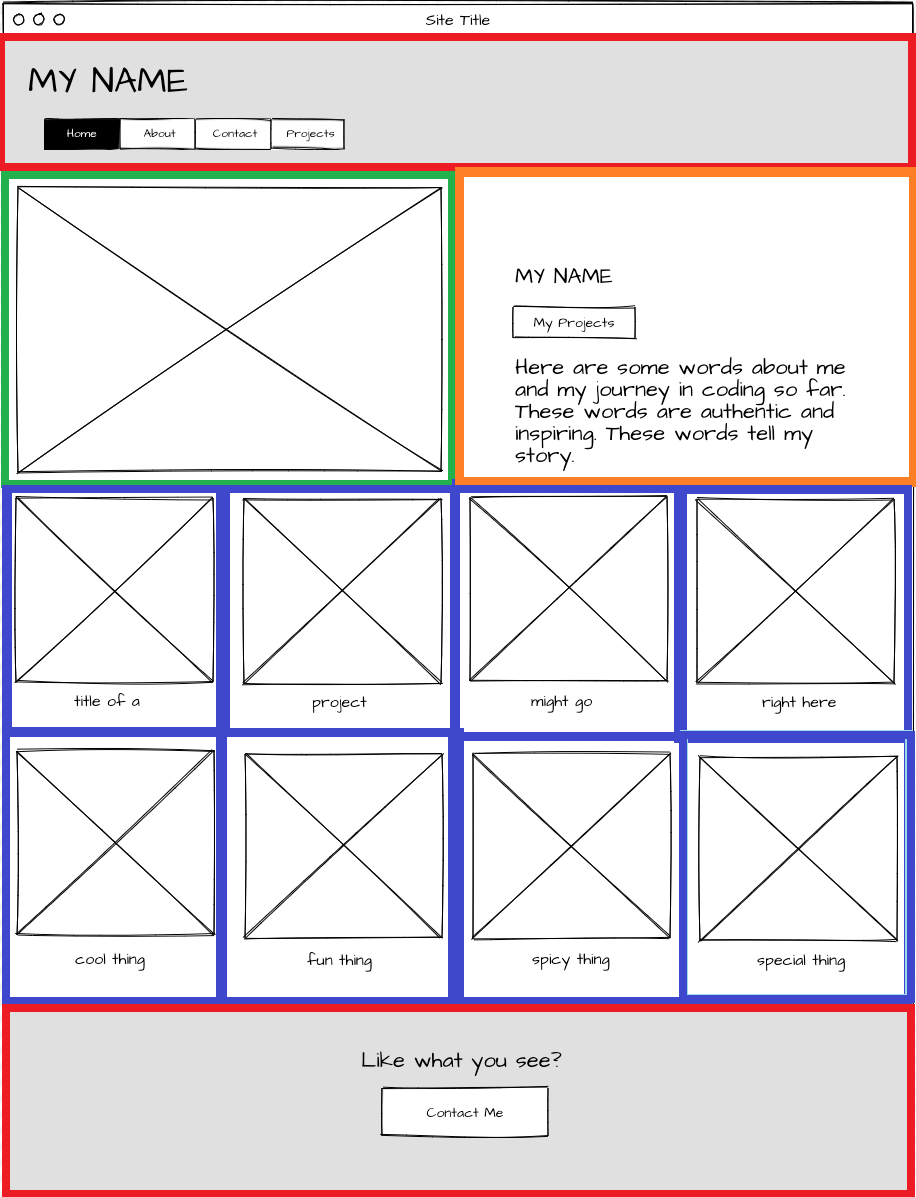 Site Title
MY NAME
Home About Contact Projects
MY NAME
My Projects
Here are some words about me
and my journey in coding so far.
These words are authentic and
inspiring. These words tell my
story.
title of a project might go right here
cool thing fun thing spicy thing special thing
Like what you see?
Contact Me